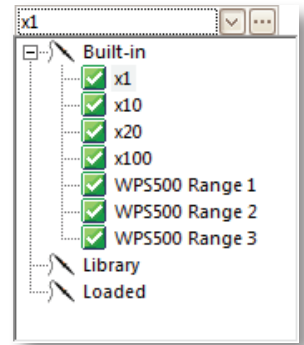 x1
Built-in
x1
x10
x20
x100
WPS500 Range 1
WPS500 Range 2
WPS500 Range 3
Library
Loaded